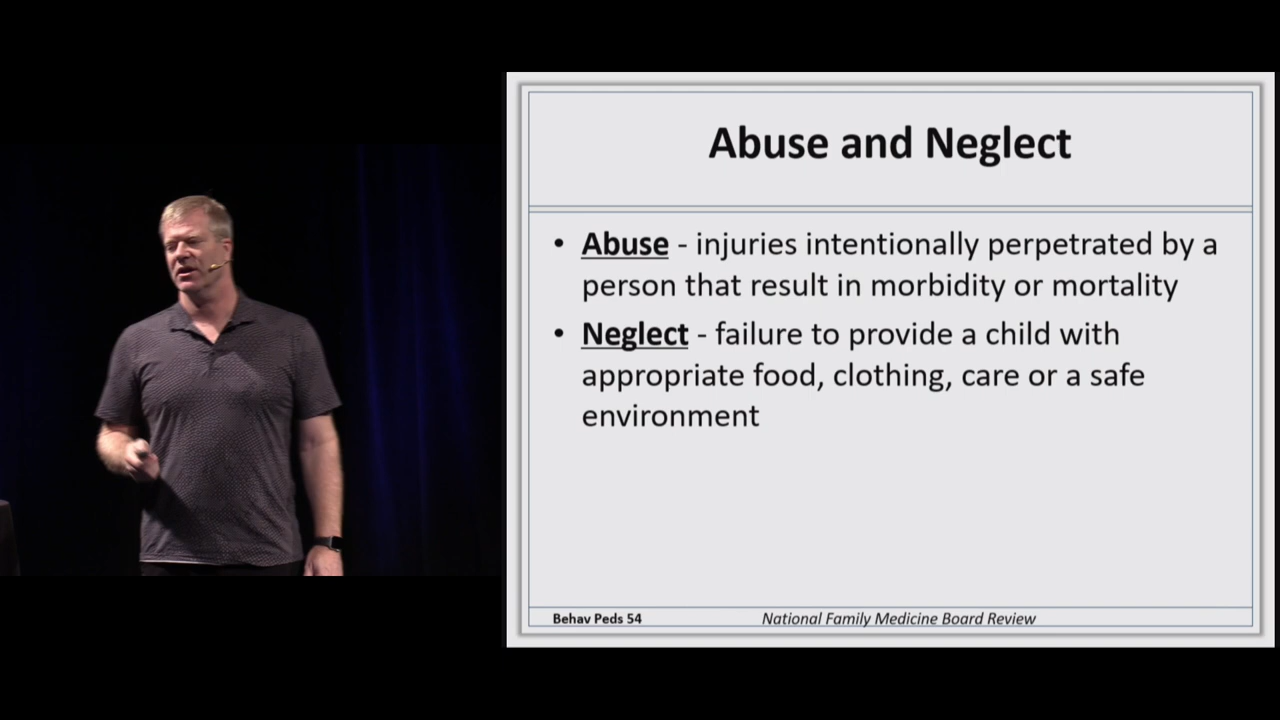 Abuse and Neglect
• Abuse - injuries intentionally perpetrated by a
person that result in morbidity or mortality
• Neglect - failure to provide a child with
appropriate food, clothing, care or a safe
environment
Behav Peds 54
National Family Medicine Board Review